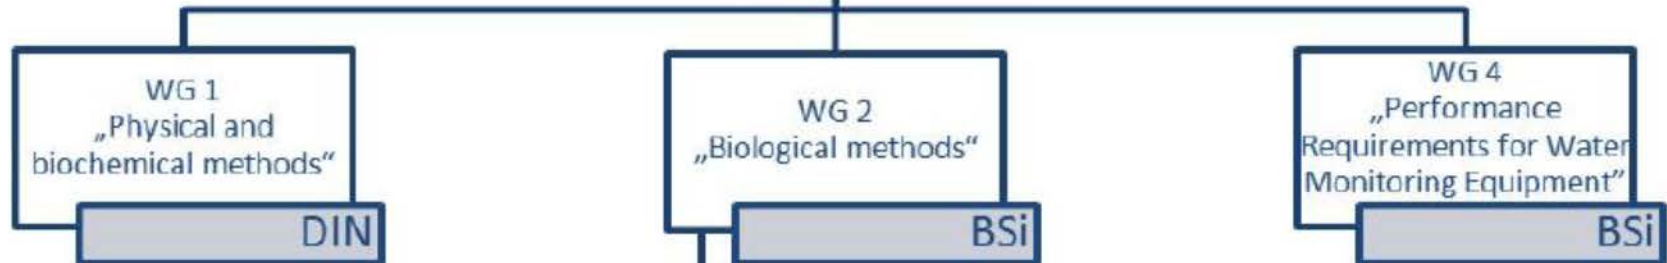 WG 1
„Physical and
biochemical methods“
DIN
WG 2
„Biological methods“
BSi
WG 4
„Performance
Requirements for Water
Monitoring Equipment”
BSi